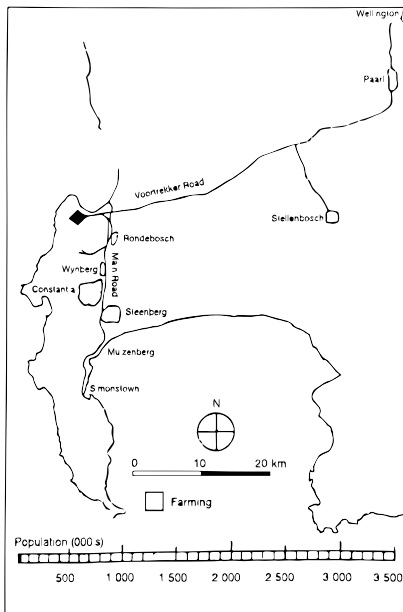 Wellington
Paarl
Voortrekker Road
Stellenbosch
Rondebosch
Main Road
Wynberg
Constantia
Steenberg
Muizenberg
Simonstown
N
0 10 20 km
Farming
Population (000 s)
500 1 000 1 500 2 000 2 500 3 000 3 500